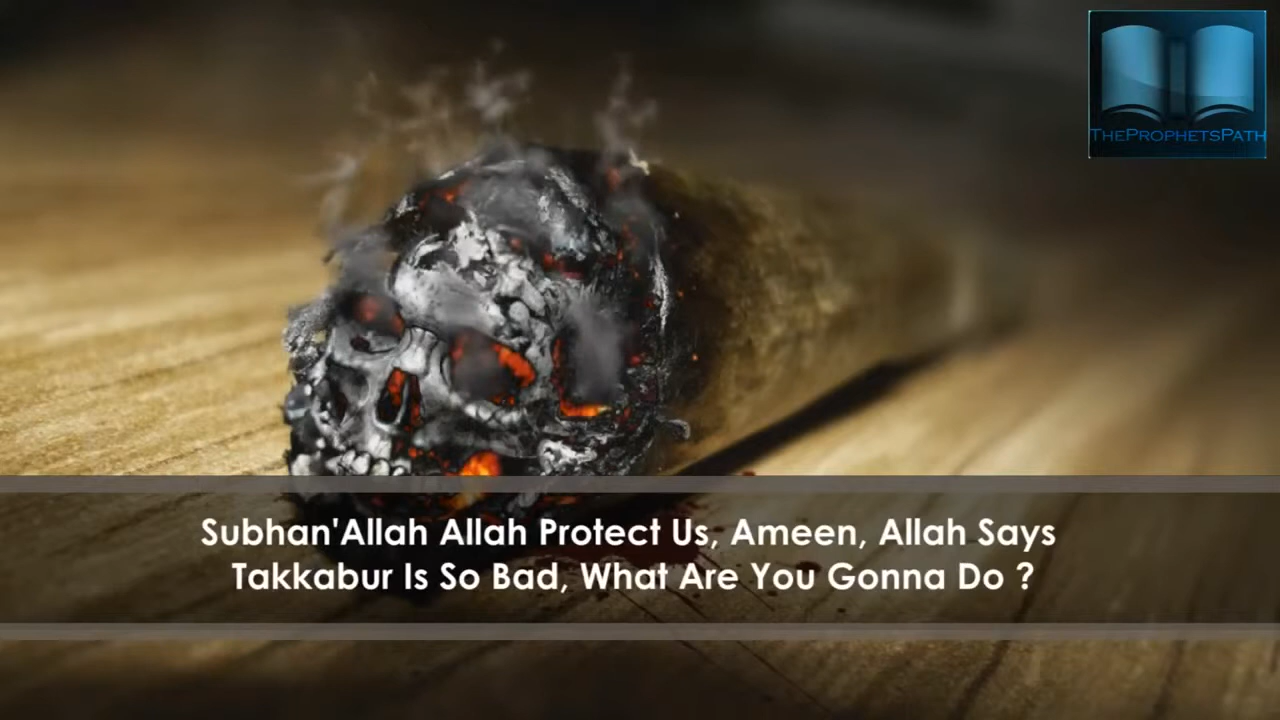 THEPROPHETSPATH
Subhan'Allah Allah Protect Us, Ameen, Allah Says
Takkabur Is So Bad, What Are You Gonna Do ?